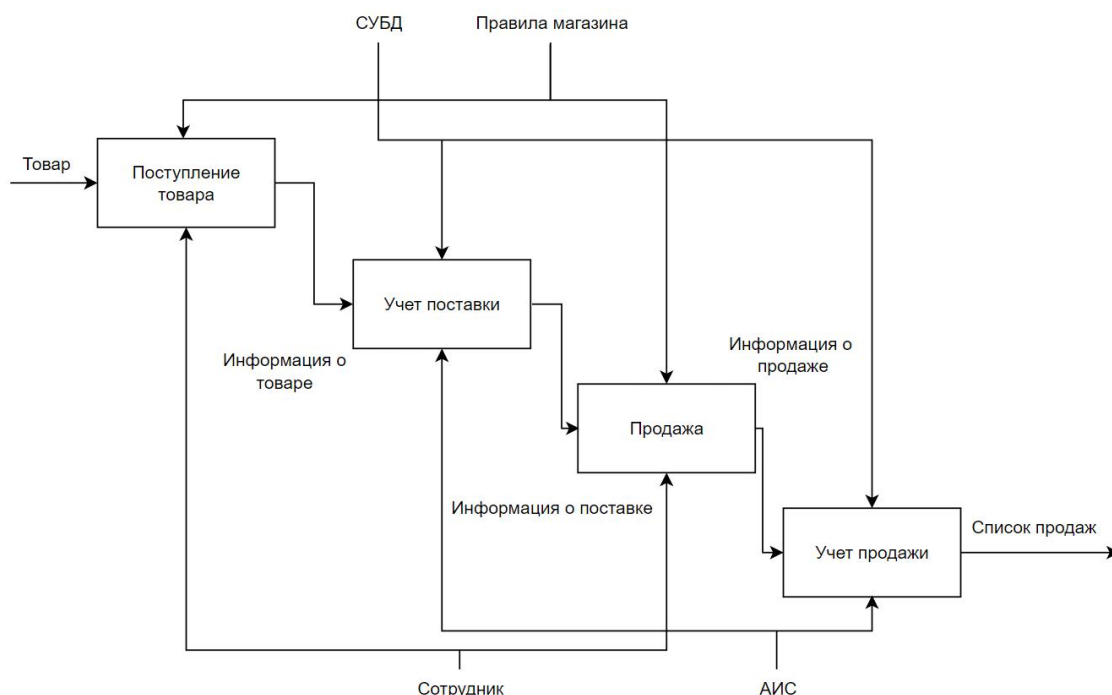 СУБД
Правила магазина
Товар
Поступление
товара
Учет поставки
Информация о
товаре
Информация о
продаже
Продажа
Информация о поставке
Список продаж
Учет продажи
Сотрудник
АИС